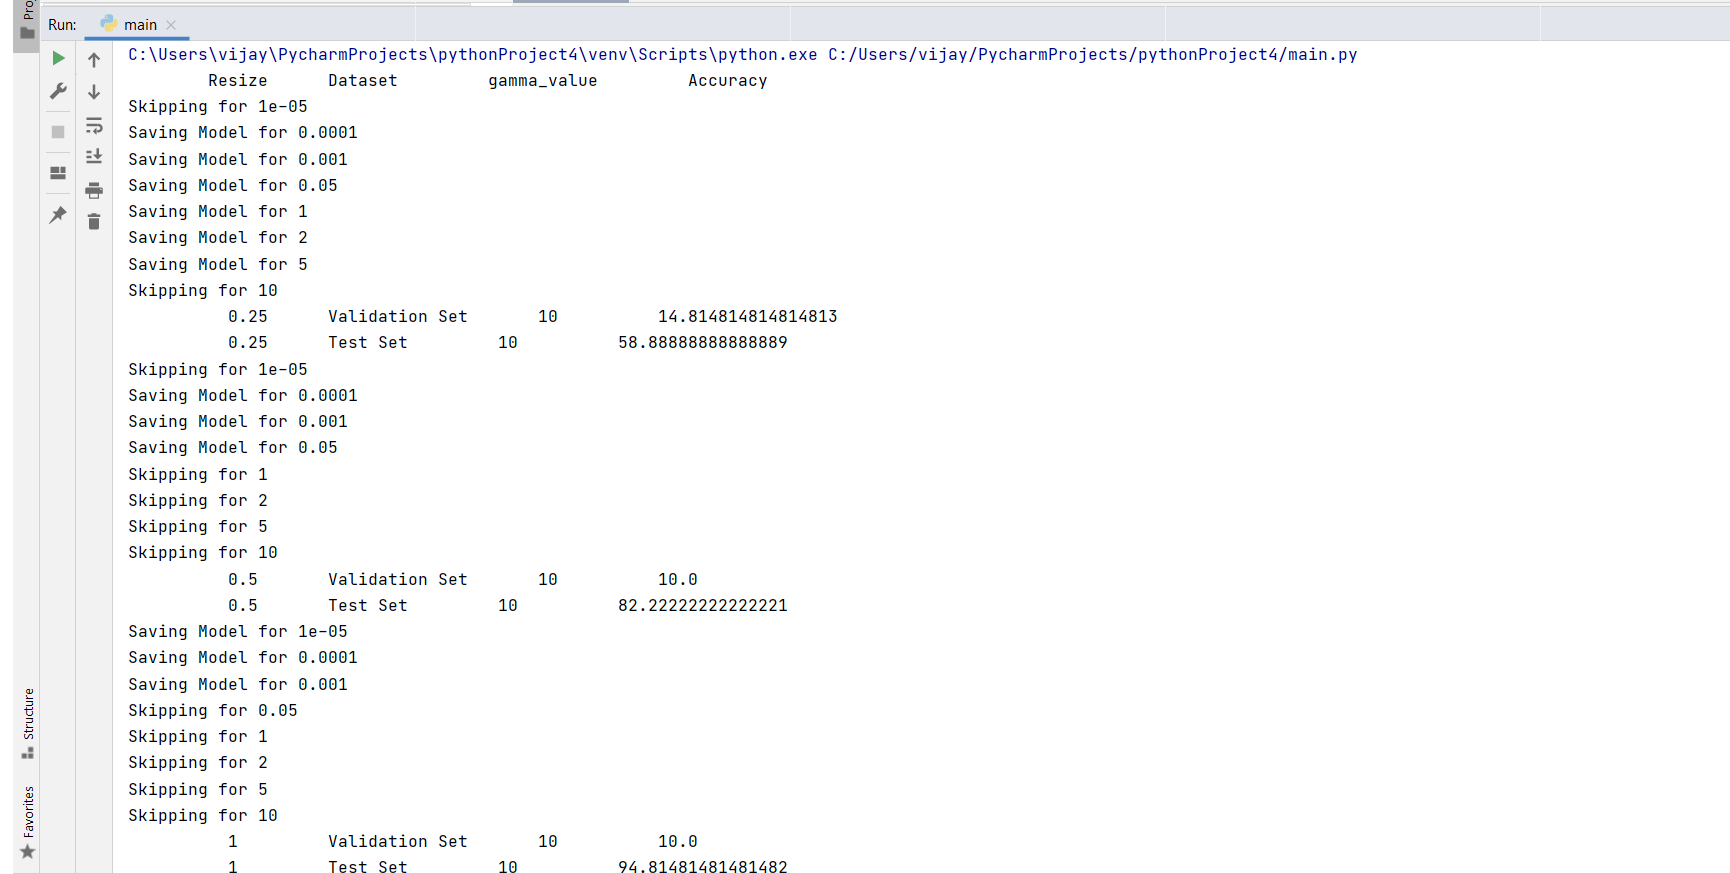 Proj
Run: main
C:\Users\vijay\PycharmProjects\pythonProject4\venv\Scripts\python.exe C:/Users/vijay/PycharmProjects/pythonProject4/main.py
Resize Dataset gamma_value Accuracy
Skipping for 1e-05
Saving Model for 0.0001
Saving Model for 0.001
Saving Model for 0.05
Saving Model for 1
Saving Model for 2
Saving Model for 5
Skipping for 10
0.25 Validation Set 10 14.814814814814813
0.25 Test Set 10 58.88888888888889
Skipping for 1e-05
Saving Model for 0.0001
Saving Model for 0.001
Saving Model for 0.05
Skipping for 1
Skipping for 2
Skipping for 5
Skipping for 10
0.5 Validation Set 10 10.0
0.5 Test Set 10 82.22222222222221
Saving Model for 1e-05
Saving Model for 0.0001
Saving Model for 0.001
Skipping for 0.05
Skipping for 1
Skipping for 2
Skipping for 5
Skipping for 10
1 Validation Set 10 10.0
1 Test Set 10 94.81481481481482
Structure
Favorites